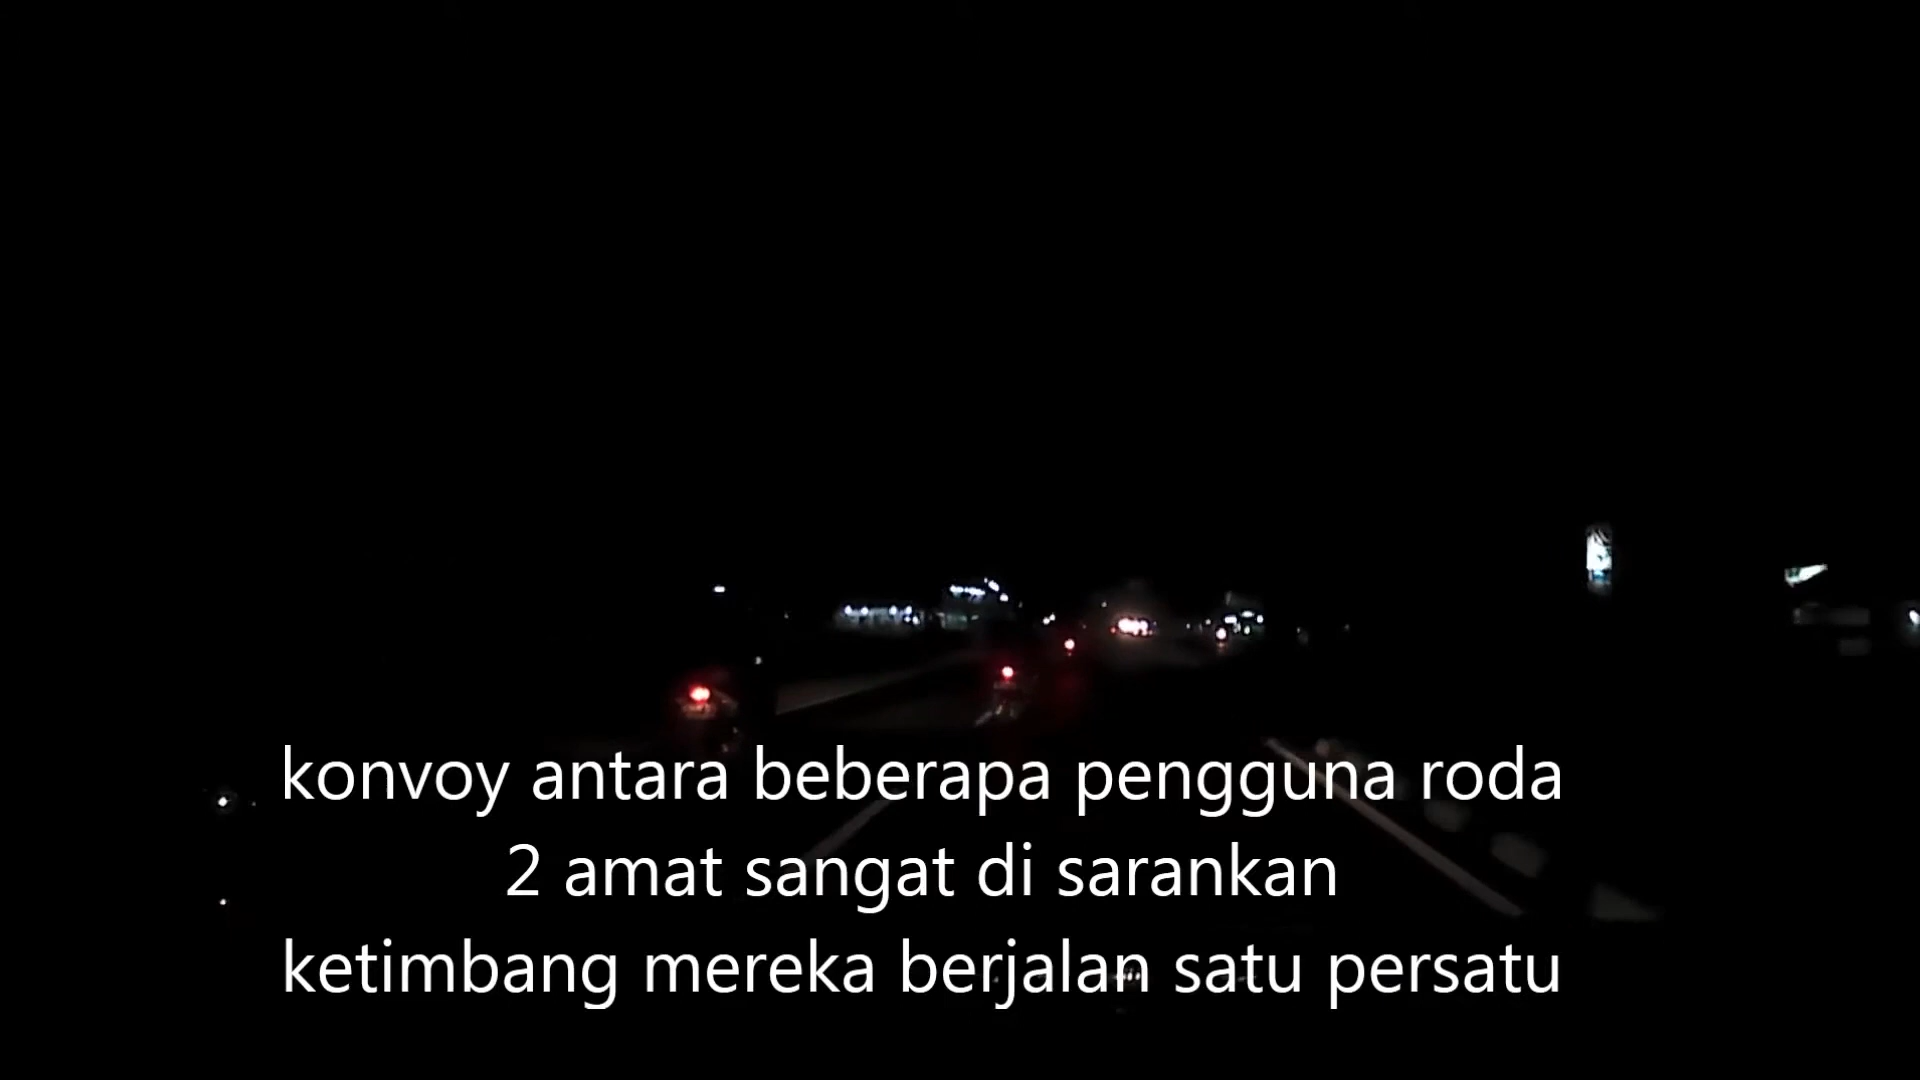 konvoy antara beberapa pengguna roda
2 amat sangat di sarankan
ketimbang mereka berjalan satu persatu